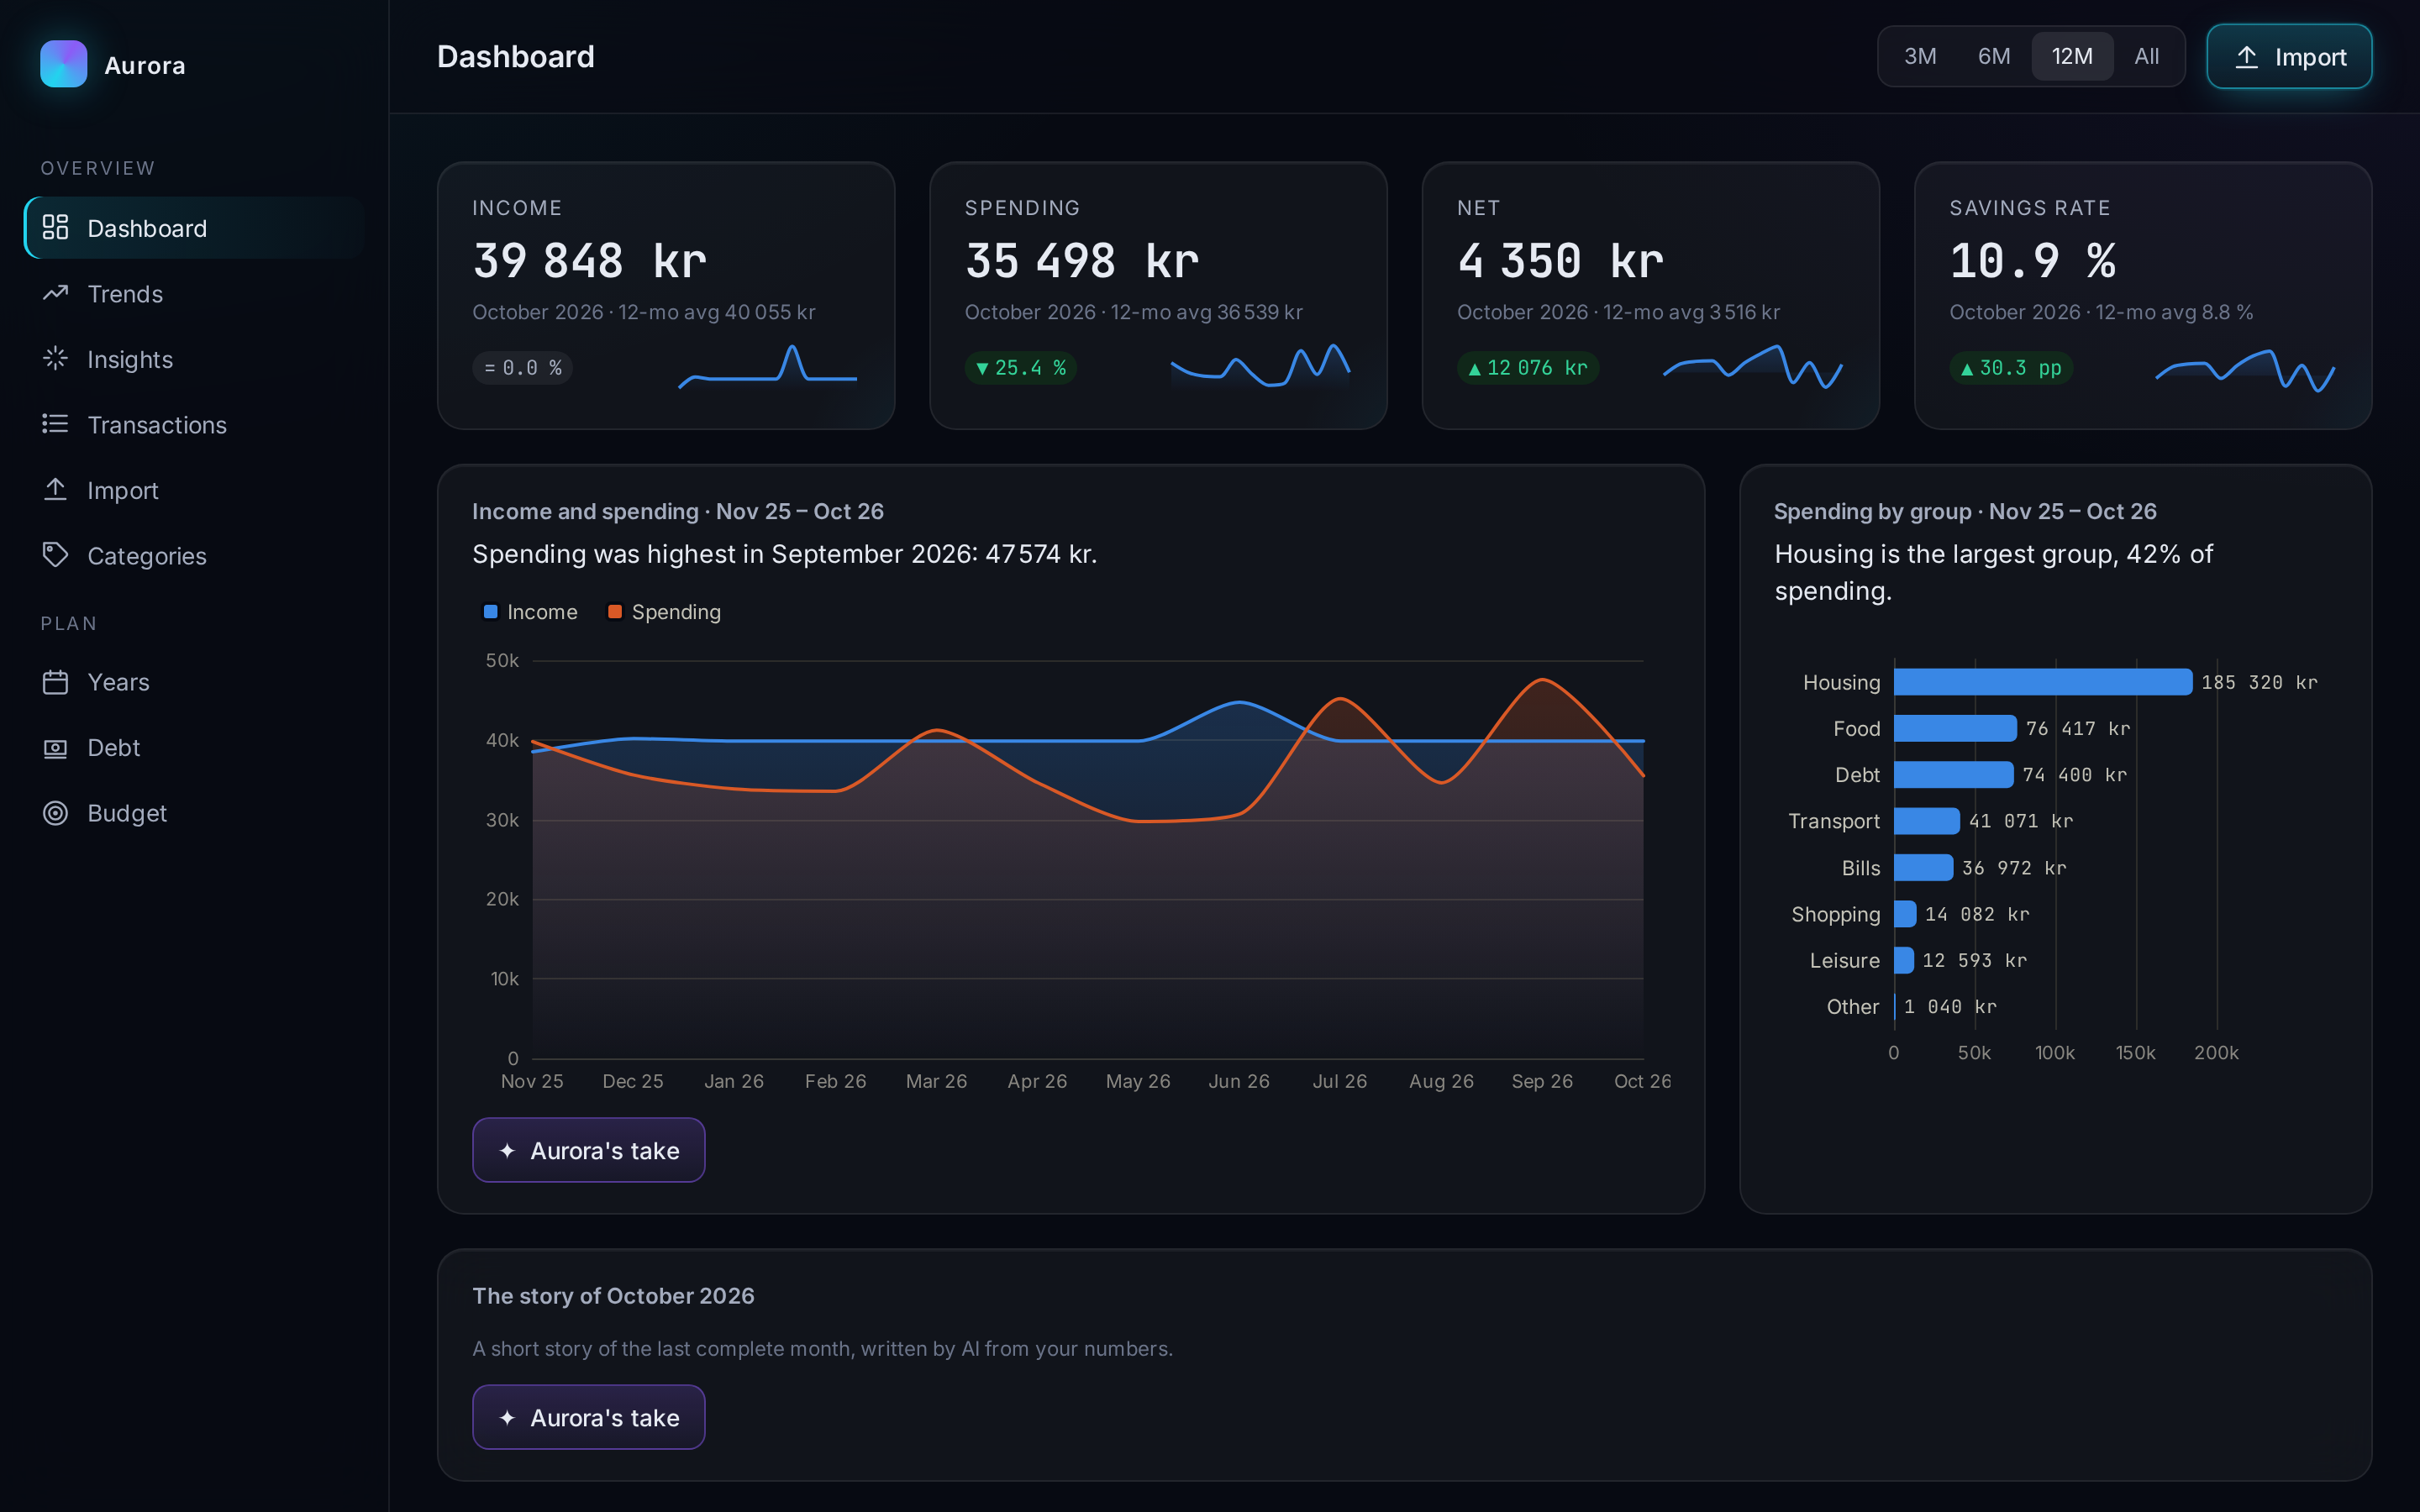 Aurora
OVERVIEW
Dashboard
Trends
Insights
Transactions
Import
Categories
PLAN
Years
Debt
Budget
Dashboard
3M 6M 12M All
Import
INCOME
39 848 kr
October 2026 · 12-mo avg 40 055 kr
= 0.0 %
SPENDING
35 498 kr
October 2026 · 12-mo avg 36 539 kr
▼ 25.4 %
NET
4 350 kr
October 2026 · 12-mo avg 3 516 kr
▲ 12 076 kr
SAVINGS RATE
10.9 %
October 2026 · 12-mo avg 8.8 %
▲ 30.3 pp
Income and spending · Nov 25 – Oct 26
Spending was highest in September 2026: 47 574 kr.
Income Spending
50k
40k
30k
20k
10k
0
Nov 25 Dec 25 Jan 26 Feb 26 Mar 26 Apr 26 May 26 Jun 26 Jul 26 Aug 26 Sep 26 Oct 26
✦ Aurora's take
Spending by group · Nov 25 – Oct 26
Housing is the largest group, 42% of
spending.
Housing 185 320 kr
Food 76 417 kr
Debt 74 400 kr
Transport 41 071 kr
Bills 36 972 kr
Shopping 14 082 kr
Leisure 12 593 kr
Other 1 040 kr
0 50k 100k 150k 200k
The story of October 2026
A short story of the last complete month, written by AI from your numbers.
✦ Aurora's take